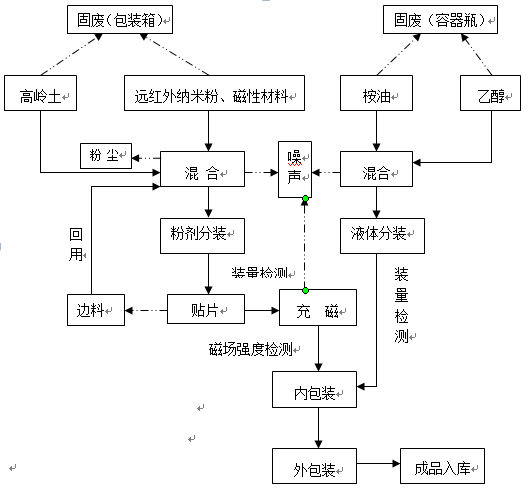 固废（包装箱）
固废（容器瓶）
高岭土
远红外纳米粉、磁性材料
桉油
乙醇
粉 尘
混 合
噪
声
混合
回
用
粉剂分装
液体分装
装量检测
装
量
检
测
边料
贴片
充 磁
磁场强度检测
内包装
外包装
成品入库